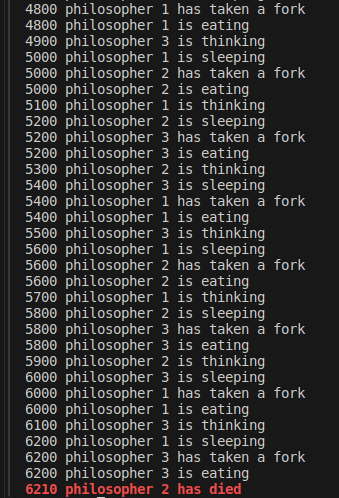 4800 philosopher 1 has taken a fork
4800 philosopher 1 is eating
4900 philosopher 3 is thinking
5000 philosopher 1 is sleeping
5000 philosopher 2 has taken a fork
5000 philosopher 2 is eating
5100 philosopher 1 is thinking
5200 philosopher 2 is sleeping
5200 philosopher 3 has taken a fork
5200 philosopher 3 is eating
5300 philosopher 2 is thinking
5400 philosopher 3 is sleeping
5400 philosopher 1 has taken a fork
5400 philosopher 1 is eating
5500 philosopher 3 is thinking
5600 philosopher 1 is sleeping
5600 philosopher 2 has taken a fork
5600 philosopher 2 is eating
5700 philosopher 1 is thinking
5800 philosopher 2 is sleeping
5800 philosopher 3 has taken a fork
5800 philosopher 3 is eating
5900 philosopher 2 is thinking
6000 philosopher 3 is sleeping
6000 philosopher 1 has taken a fork
6000 philosopher 1 is eating
6100 philosopher 3 is thinking
6200 philosopher 1 is sleeping
6200 philosopher 3 has taken a fork
6200 philosopher 3 is eating
6210 philosopher 2 has died